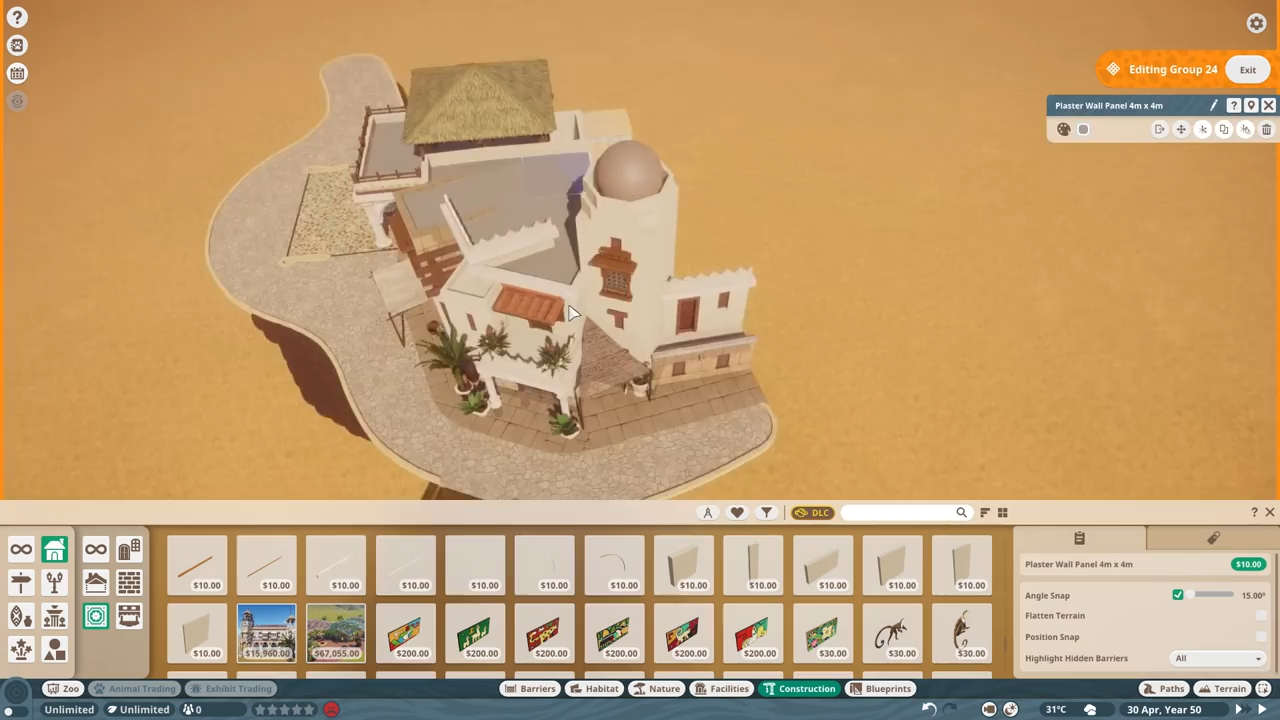 Editing Group 24
Exit
Plaster Wall Panel 4m x 4m
DLC
$10.00 $10.00 $10.00 $10.00 $10.00 $10.00 $10.00 $10.00 $10.00 $10.00 $10.00 $10.00
$10.00 $15,960.00 $67,055.00 $200.00 $200.00 $200.00 $200.00 $200.00 $200.00 $30.00 $30.00 $30.00
Plaster Wall Panel 4m x 4m $10.00
Angle Snap 15.00°
Flatten Terrain
Position Snap
Highlight Hidden Barriers All
Zoo Animal Trading Exhibit Trading Barriers Habitat Nature Facilities Construction Blueprints Paths Terrain
Unlimited Unlimited 0 31°C 30 Apr, Year 50